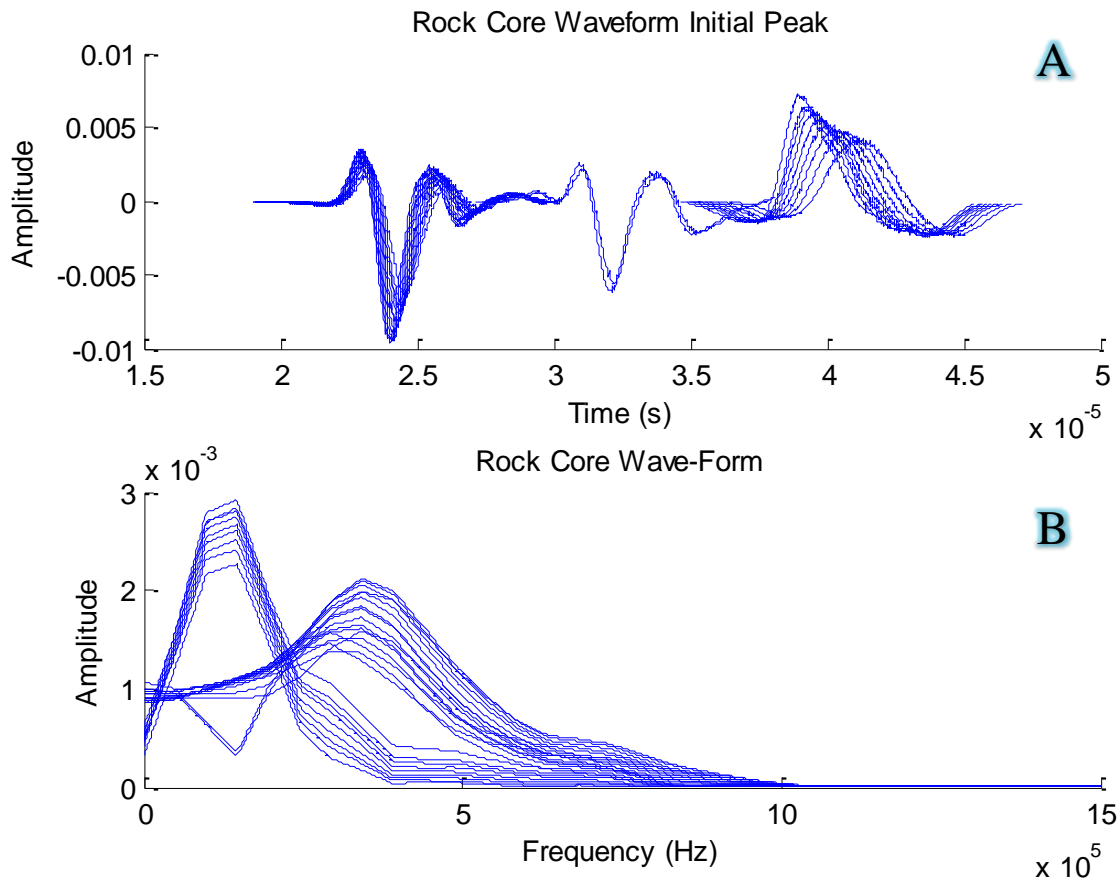 Rock Core Waveform Initial Peak
A
0.01
0.005
0
-0.005
-0.01
Amplitude
1.5 2 2.5 3 3.5 4 4.5 5
Time (s)
x 10^-5
x 10^-3
Rock Core Wave-Form
B
3
2
1
0
Amplitude
0 5 10 15
Frequency (Hz)
x 10^5